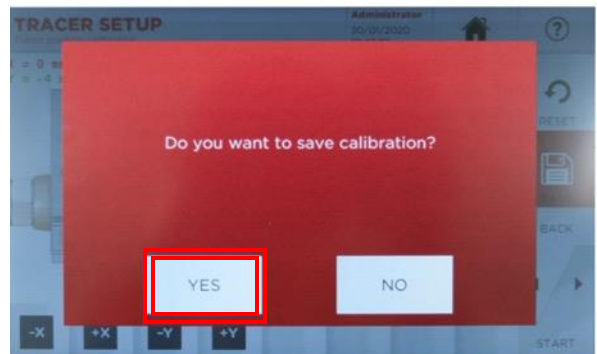 TRACER SETUP
Administrator
30/01/2020
RESET
Do you want to save calibration?
BACK
YES
NO
-X
+X
-Y
+Y
START